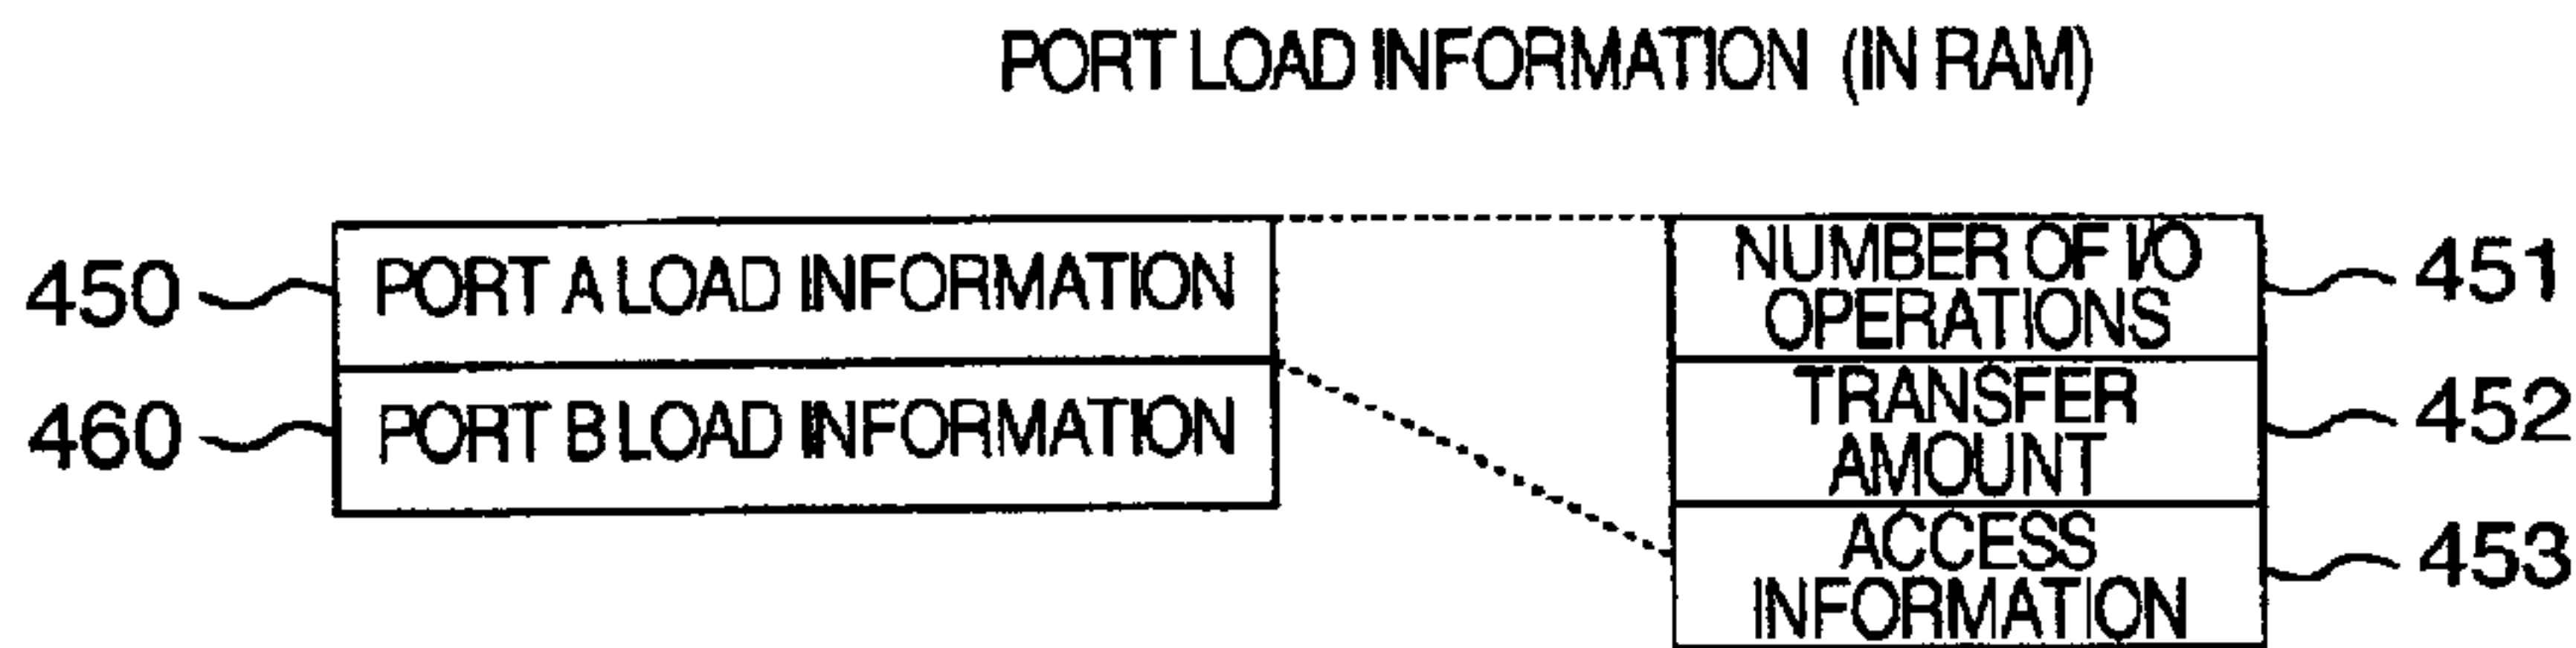 PORT LOAD INFORMATION (IN RAM)
450
PORT A LOAD INFORMATION
460
PORT B LOAD INFORMATION
NUMBER OF I/O
OPERATIONS
451
TRANSFER
AMOUNT
452
ACCESS
INFORMATION
453